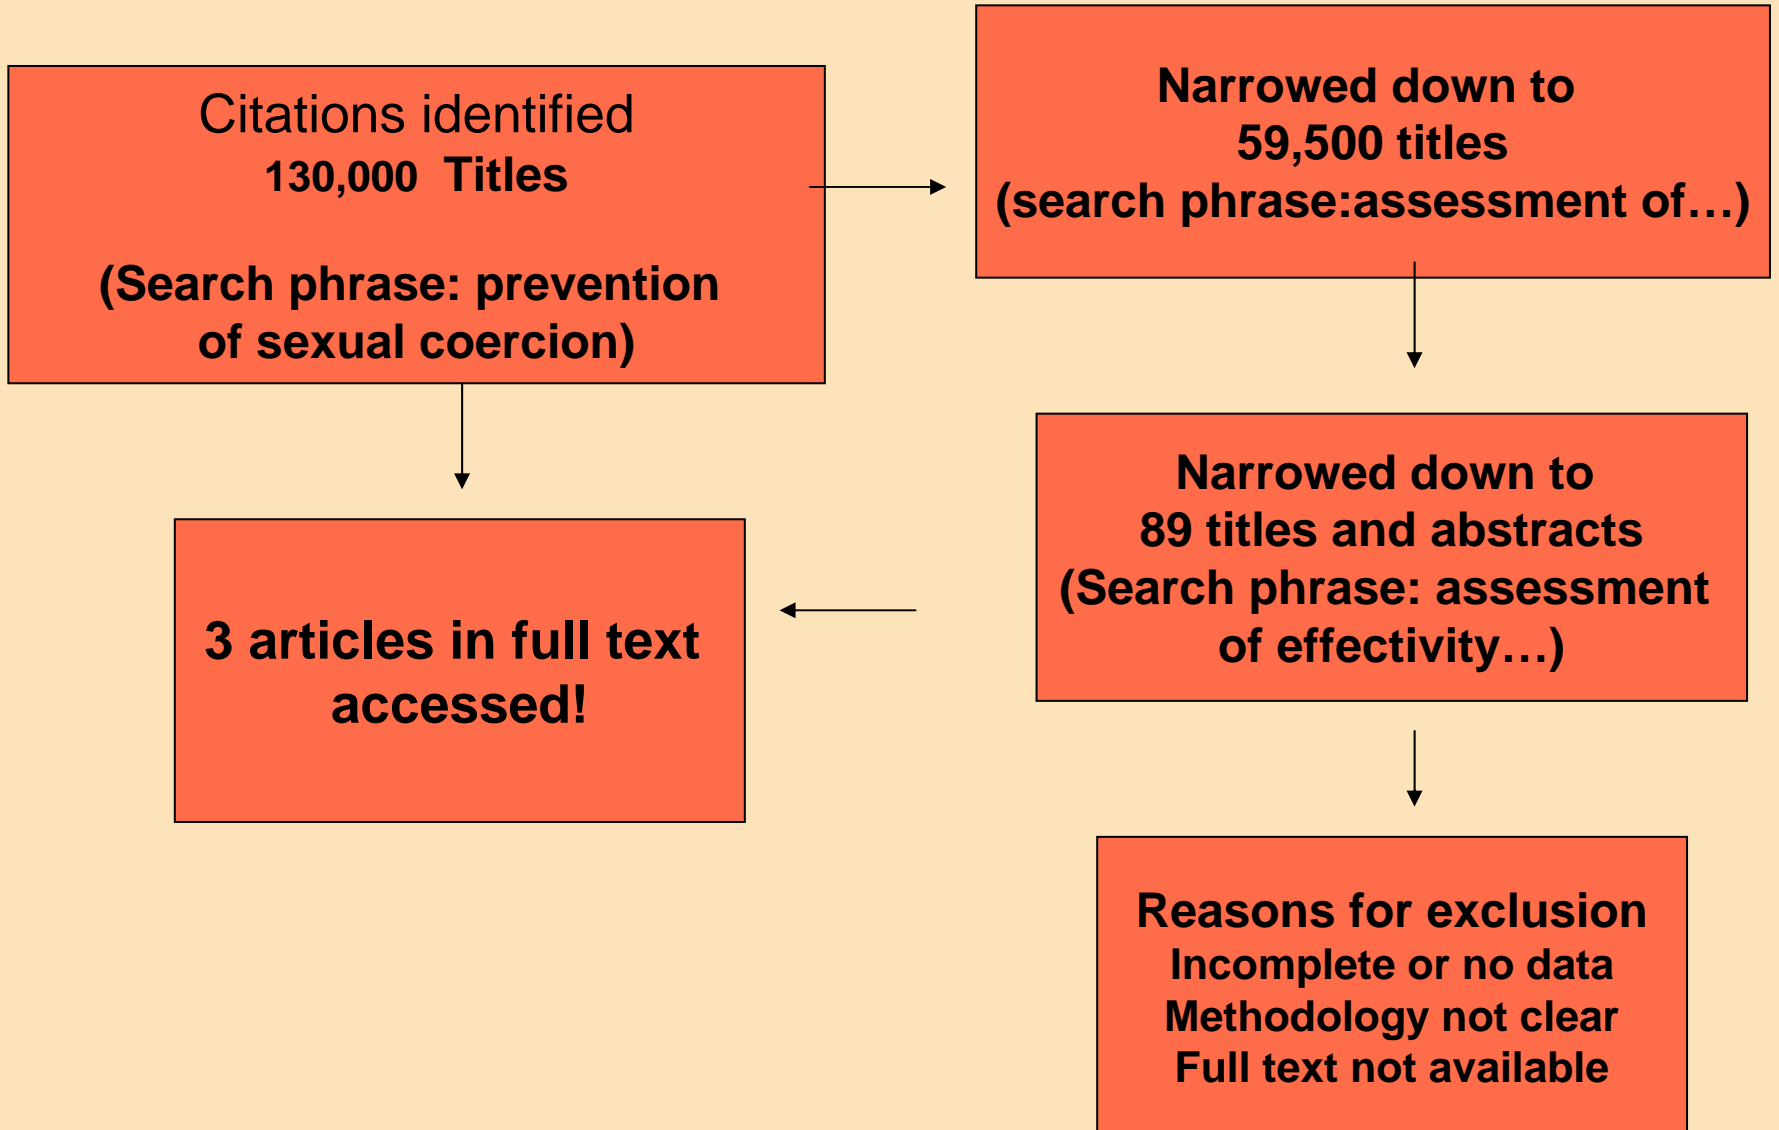 Citations identified
130,000 Titles
(Search phrase: prevention
of sexual coercion)
Narrowed down to
59,500 titles
(search phrase:assessment of…)
Narrowed down to
89 titles and abstracts
(Search phrase: assessment
of effectivity…)
3 articles in full text
accessed!
Reasons for exclusion
Incomplete or no data
Methodology not clear
Full text not available